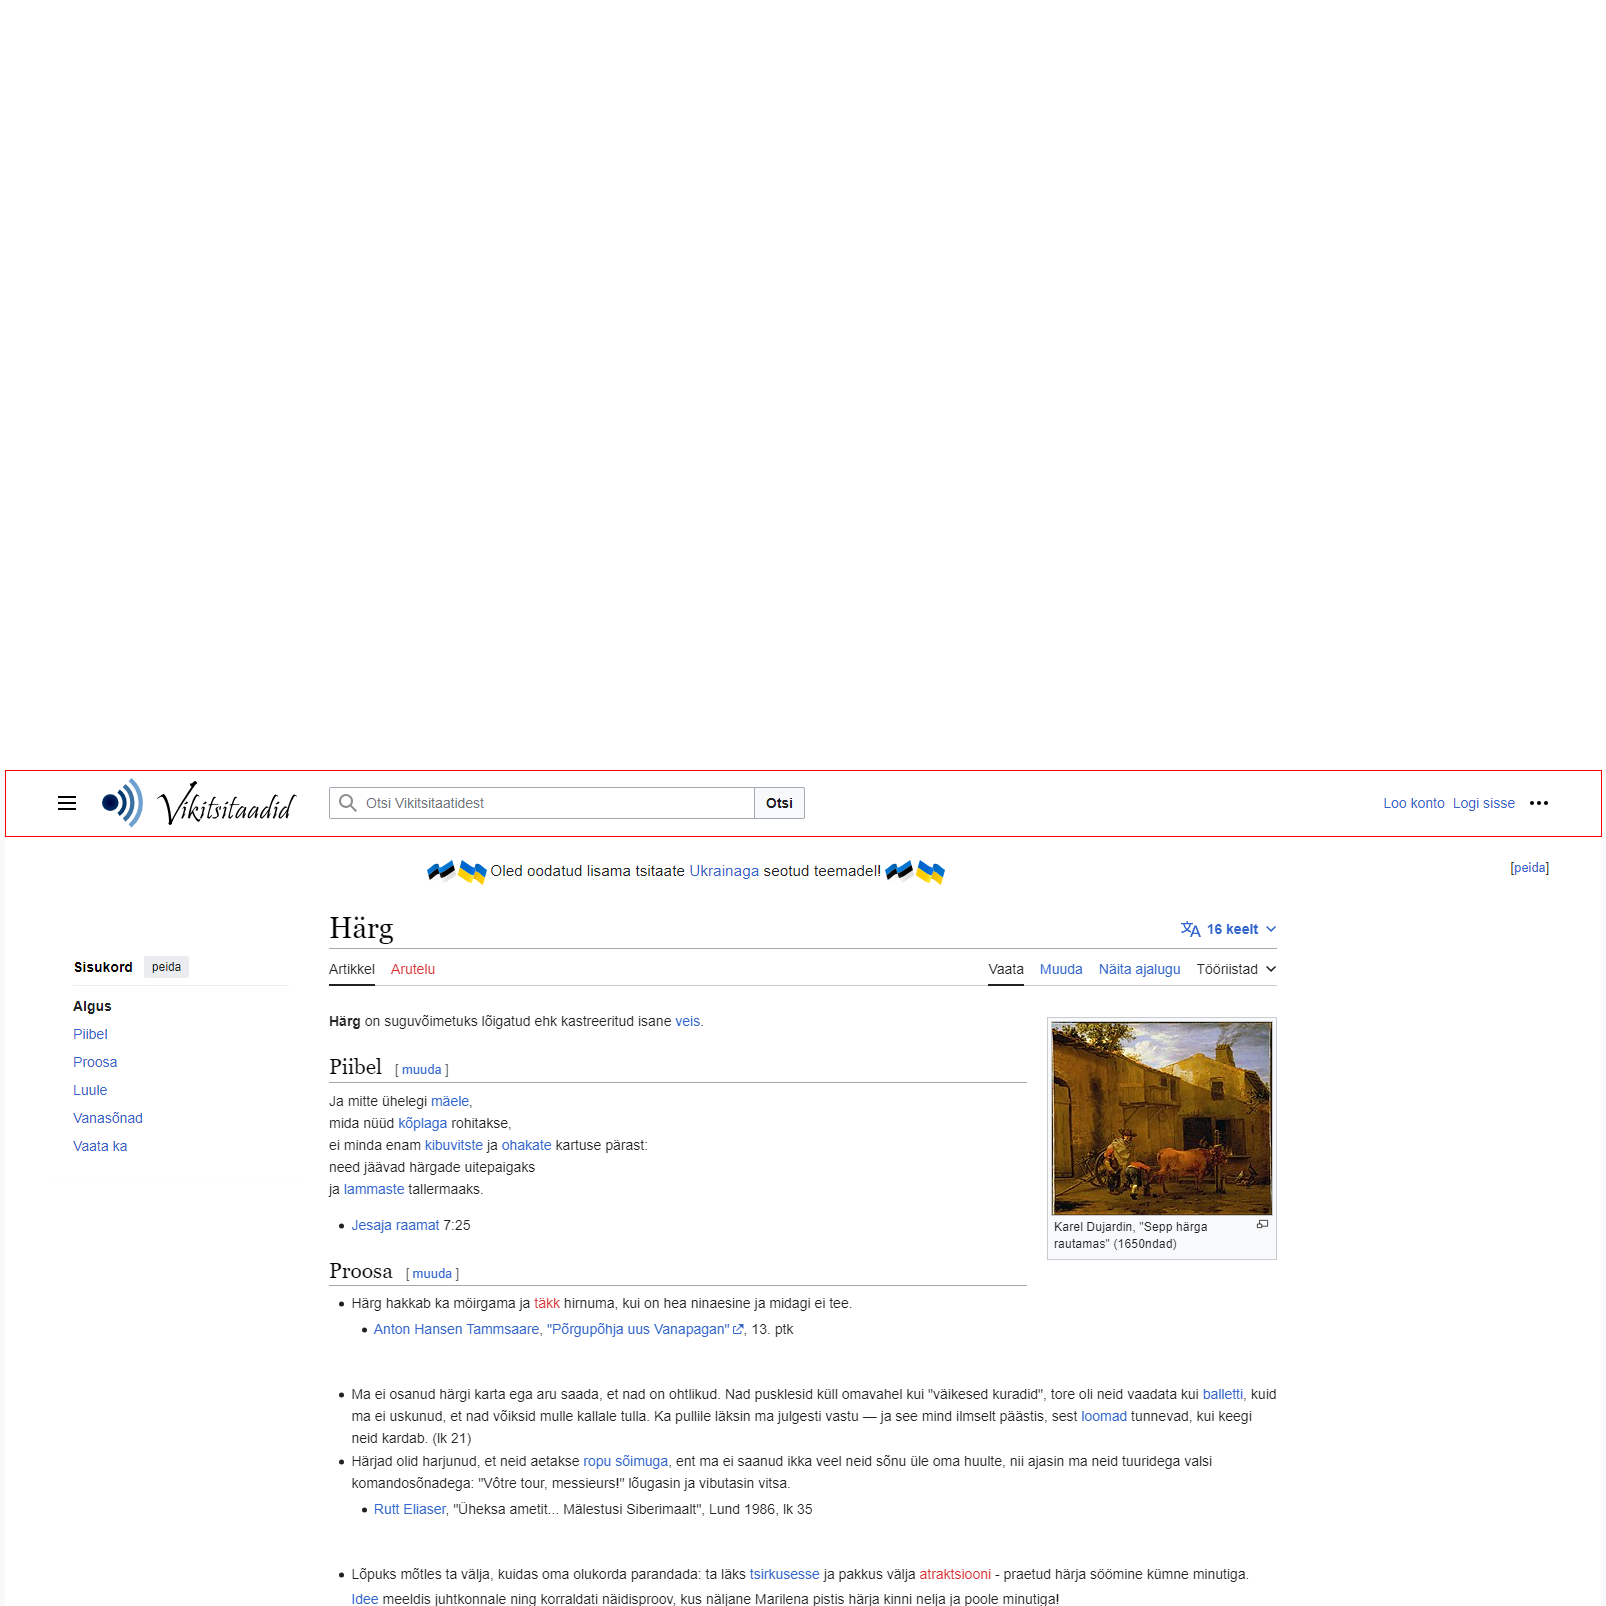 Vikitsitaadid
Otsi Vikitsitaatidest
Otsi
Loo konto Logi sisse
Oled oodatud lisama tsitaate Ukrainaga seotud teemadel!
[peida]
Härg
16 keelt
Sisukord peida
Artikkel Arutelu
Vaata Muuda Näita ajalugu Tööriistad
Algus
Piibel
Proosa
Luule
Vanasõnad
Vaata ka
Härg on suguvõimetuks lõigatud ehk kastreeritud isane veis.
Piibel [ muuda ]
Ja mitte ühelegi mäele,
mida nüüd kõplaga rohitakse,
ei minda enam kibuvitste ja ohakate kartuse pärast:
need jäävad härgade uitepaigaks
ja lammaste tallermaaks.
Jesaja raamat 7:25
Karel Dujardin, "Sepp härga
rautamas" (1650ndad)
Proosa [ muuda ]
Härg hakkab ka möirgama ja täkk hirnuma, kui on hea ninaesine ja midagi ei tee.
Anton Hansen Tammsaare, "Põrgupõhja uus Vanapagan", 13. ptk
Ma ei osanud härgi karta ega aru saada, et nad on ohtlikud. Nad pusklesid küll omavahel kui "väikesed kuradid", tore oli neid vaadata kui balletti, kuid
ma ei uskunud, et nad võiksid mulle kallale tulla. Ka pullile läksin ma julgesti vastu — ja see mind ilmselt päästis, sest loomad tunnevad, kui keegi
neid kardab. (lk 21)
Härjad olid harjunud, et neid aetakse ropu sõimuga, ent ma ei saanud ikka veel neid sõnu üle oma huulte, nii ajasin ma neid tuuridega valsi
komandosõnadega: "Vôtre tour, messieurs!" lõugasin ja vibutasin vitsa.
Rutt Eliaser, "Üheksa ametit... Mälestusi Siberimaalt", Lund 1986, lk 35
Lõpuks mõtles ta välja, kuidas oma olukorda parandada: ta läks tsirkusesse ja pakkus välja atraktsiooni - praetud härja söömine kümne minutiga.
Idee meeldis juhtkonnale ning korraldati näidisproov, kus näljane Marilena pistis härja kinni nelja ja poole minutiga!